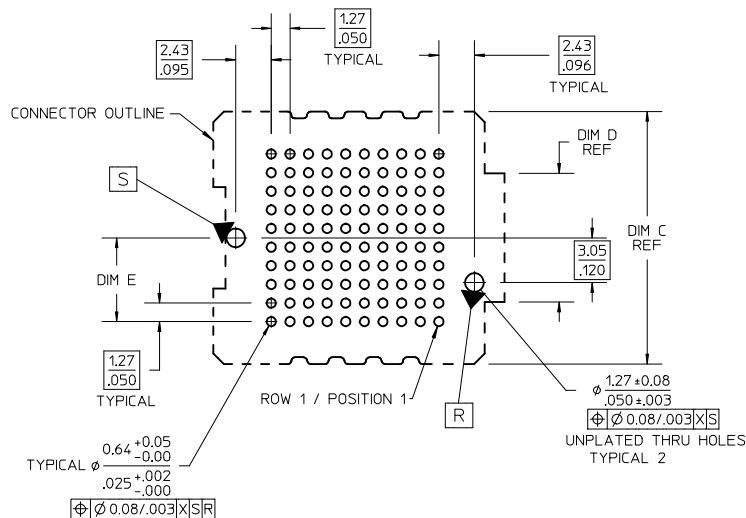 1.27
.050
TYPICAL
2.43
.095
2.43
.096
TYPICAL
CONNECTOR OUTLINE
DIM D
REF
S
DIM C
REF
DIM E
3.05
.120
1.27
.050
TYPICAL
ROW 1 / POSITION 1
R
⌀ 1.27 ±0.08
.050 ±.003
⌖ ⌀ 0.08/.003 X S
UNPLATED THRU HOLES
TYPICAL 2
TYPICAL ⌀ 0.64 +0.05
-0.00
.025 +.002
-.000
⌖ ⌀ 0.08/.003 X S R